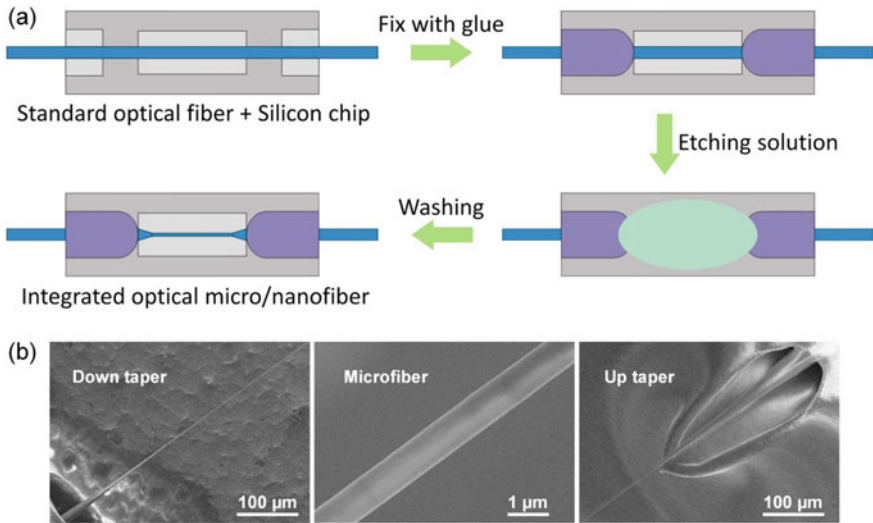 (a)
Fix with glue
Standard optical fiber + Silicon chip
Etching solution
Washing
Integrated optical micro/nanofiber
(b)
Down taper
100 µm
Microfiber
1 µm
Up taper
100 µm